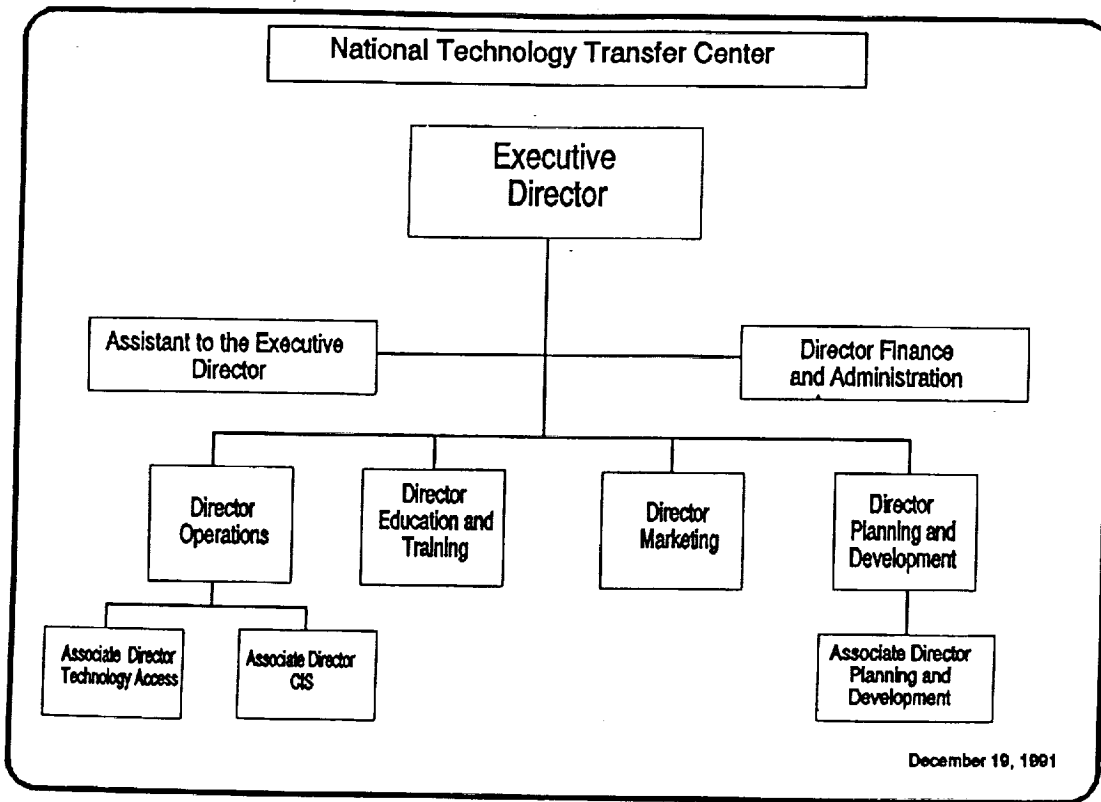 National Technology Transfer Center
Executive
Director
Assistant to the Executive
Director
Director Finance
and Administration
Director
Operations
Director
Education and
Training
Director
Marketing
Director
Planning and
Development
Associate Director
Technology Access
Associate Director
CIS
Associate Director
Planning and
Development
December 19, 1991